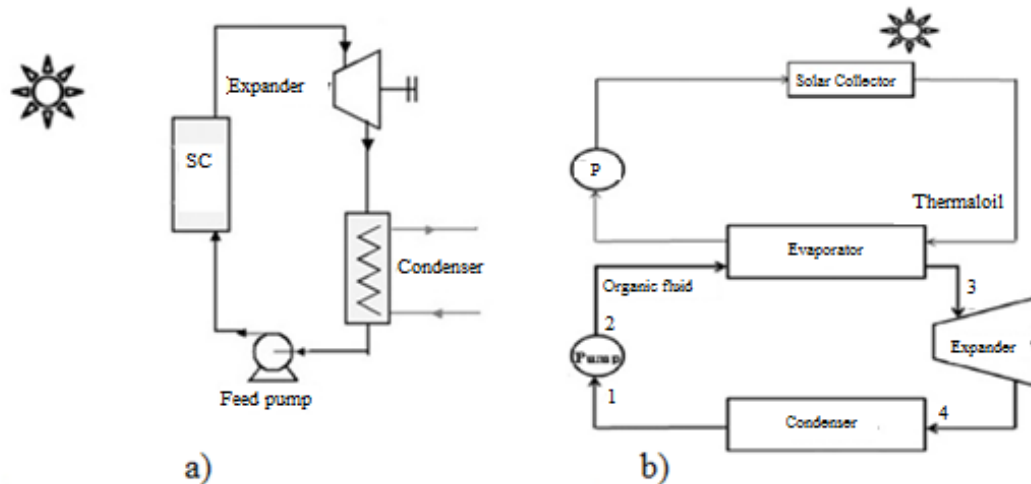 Expander
SC
Condenser
Feed pump
a)
Solar Collector
P
Thermaloil
Evaporator
Organic fluid
3
2
Expander
Pump
1
4
Condenser
b)